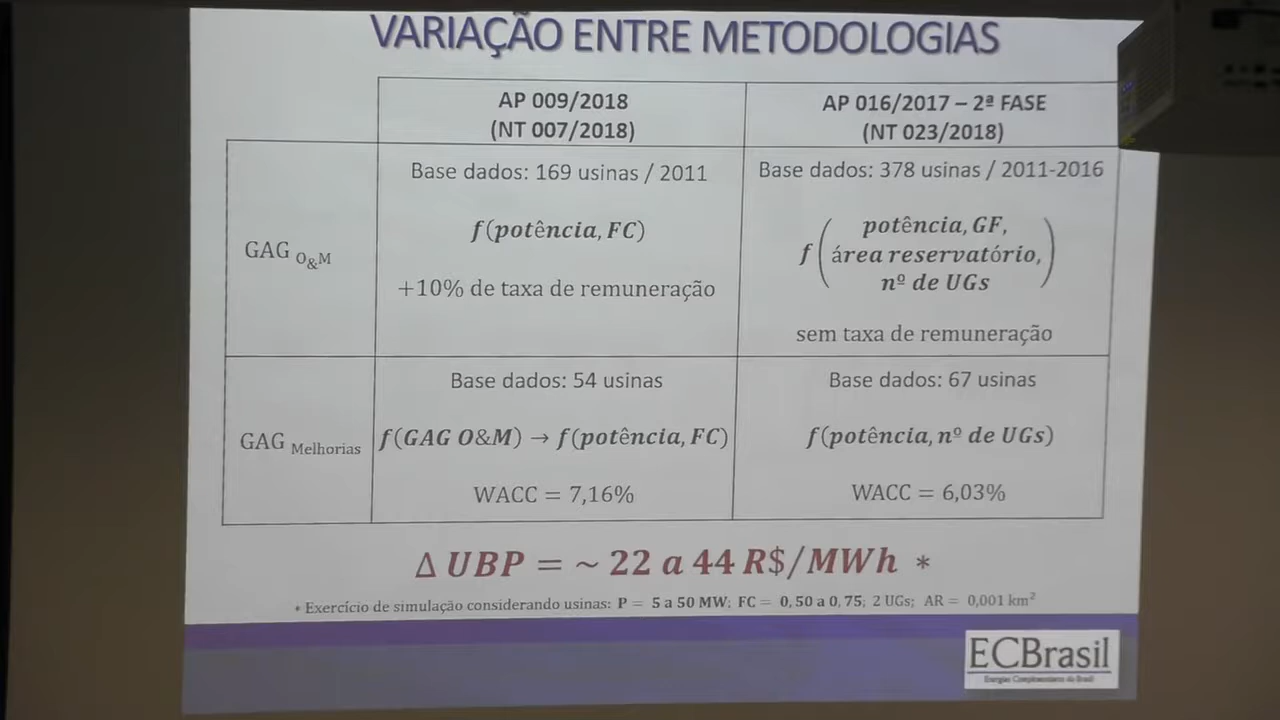 VARIAÇÃO ENTRE METODOLOGIAS
AP 009/2018
(NT 007/2018)
AP 016/2017 – 2ª FASE
(NT 023/2018)
GAG O&M
Base dados: 169 usinas / 2011
f(potência, FC)
+10% de taxa de remuneração
Base dados: 378 usinas / 2011-2016
f(potência, GF,
área reservatório,
nº de UGs)
sem taxa de remuneração
GAG Melhorias
Base dados: 54 usinas
f(GAG O&M) → f(potência, FC)
WACC = 7,16%
Base dados: 67 usinas
f(potência, nº de UGs)
WACC = 6,03%
Δ UBP = ~ 22 a 44 R$/MWh *
* Exercício de simulação considerando usinas: P = 5 a 50 MW; FC = 0,50 a 0,75; 2 UGs; AR = 0,001 km²
ECBrasil
Energias Complementares do Brasil